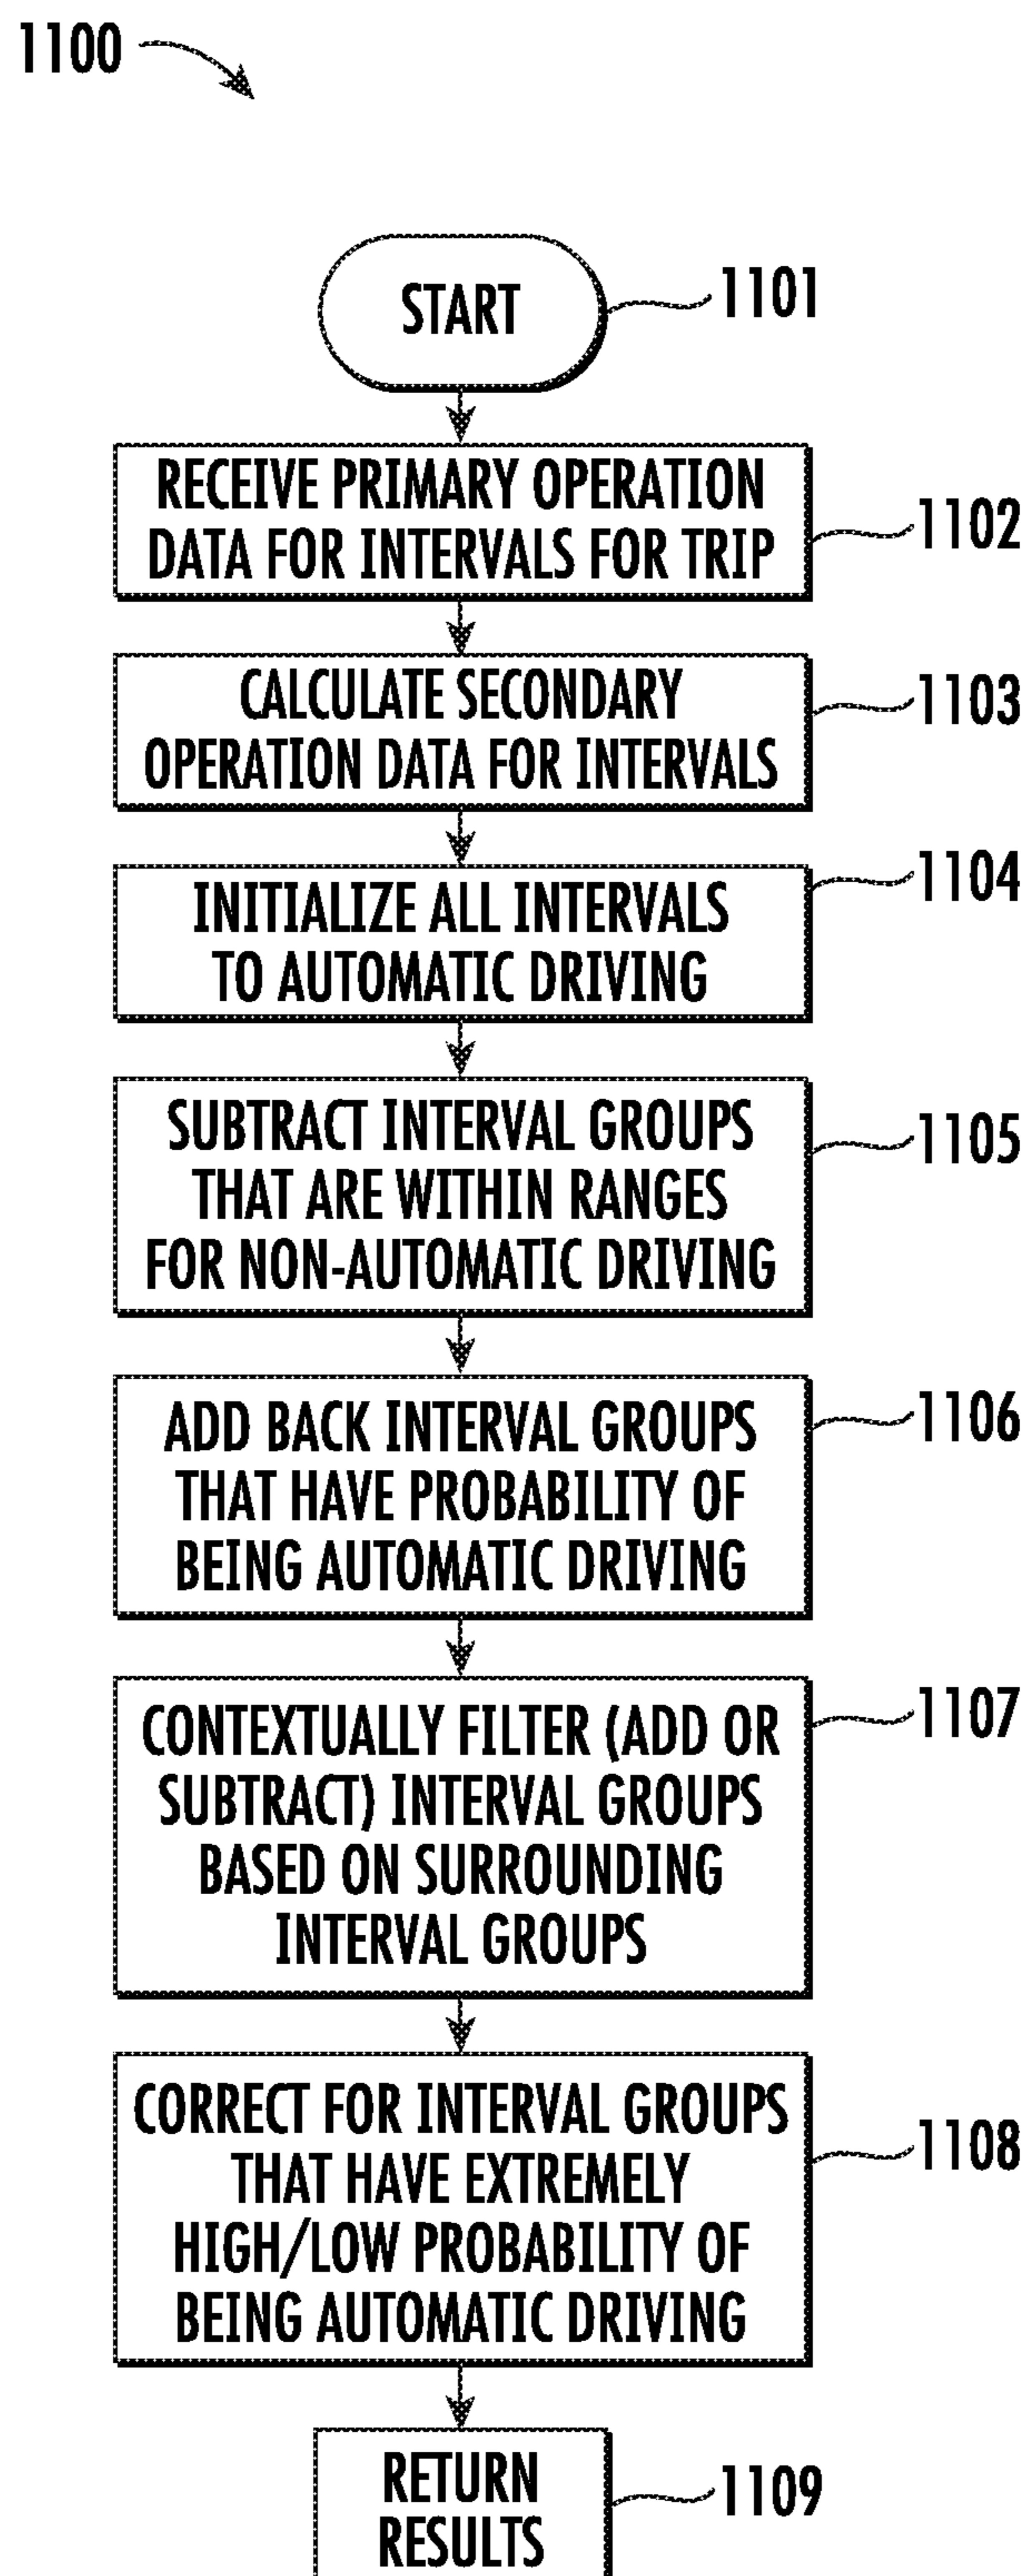 1100
START
1101
RECEIVE PRIMARY OPERATION
DATA FOR INTERVALS FOR TRIP
1102
CALCULATE SECONDARY
OPERATION DATA FOR INTERVALS
1103
INITIALIZE ALL INTERVALS
TO AUTOMATIC DRIVING
1104
SUBTRACT INTERVAL GROUPS
THAT ARE WITHIN RANGES
FOR NON-AUTOMATIC DRIVING
1105
ADD BACK INTERVAL GROUPS
THAT HAVE PROBABILITY OF
BEING AUTOMATIC DRIVING
1106
CONTEXTUALLY FILTER (ADD OR
SUBTRACT) INTERVAL GROUPS
BASED ON SURROUNDING
INTERVAL GROUPS
1107
CORRECT FOR INTERVAL GROUPS
THAT HAVE EXTREMELY
HIGH/LOW PROBABILITY OF
BEING AUTOMATIC DRIVING
1108
RETURN
RESULTS
1109